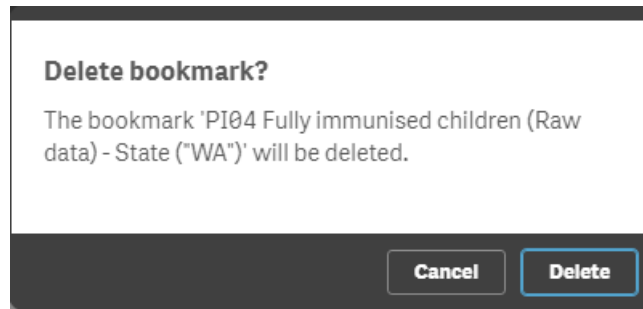 Delete bookmark?
The bookmark 'PI04 Fully immunised children (Raw
data) - State ("WA")' will be deleted.
Cancel Delete